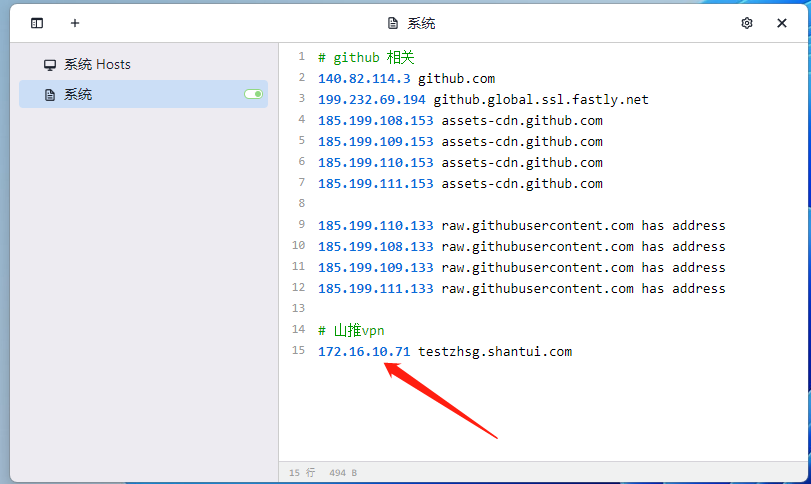 系统
系统 Hosts
系统
1 # github 相关
2 140.82.114.3 github.com
3 199.232.69.194 github.global.ssl.fastly.net
4 185.199.108.153 assets-cdn.github.com
5 185.199.109.153 assets-cdn.github.com
6 185.199.110.153 assets-cdn.github.com
7 185.199.111.153 assets-cdn.github.com
8
9 185.199.110.133 raw.githubusercontent.com has address
10 185.199.108.133 raw.githubusercontent.com has address
11 185.199.109.133 raw.githubusercontent.com has address
12 185.199.111.133 raw.githubusercontent.com has address
13
14 # 山推vpn
15 172.16.10.71 testzhsg.shantui.com
15 行 494 B